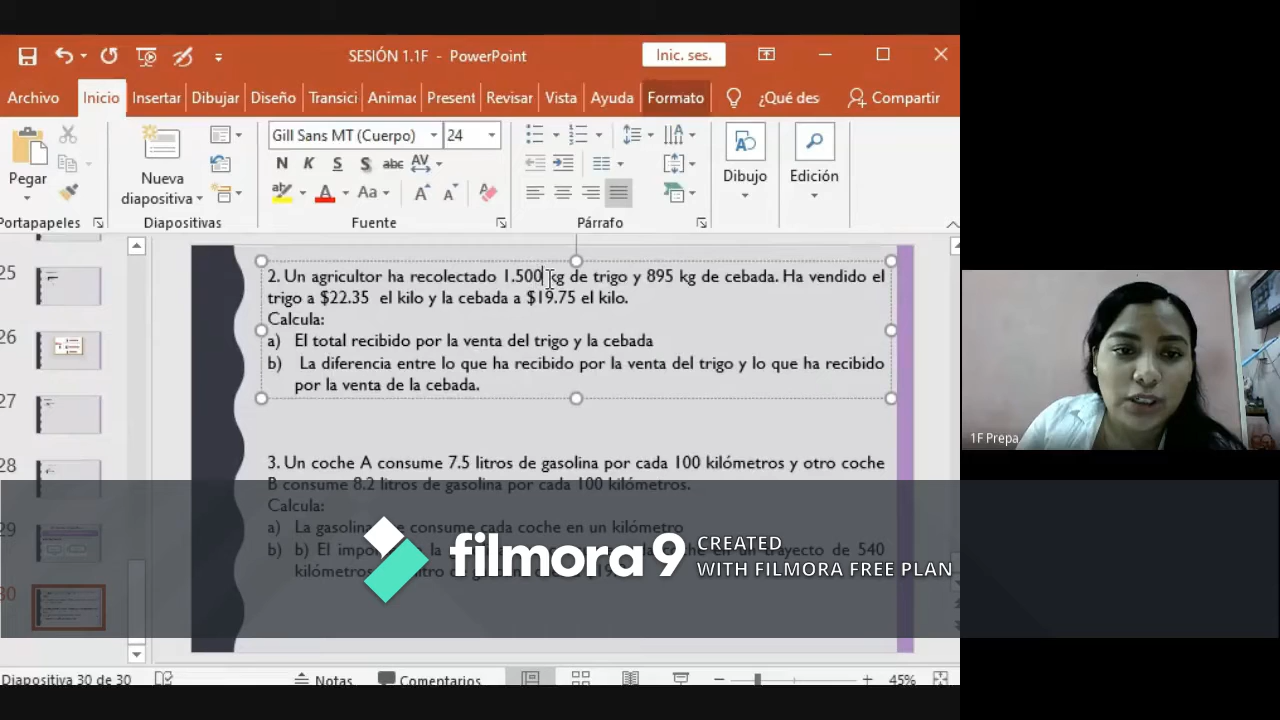 SESIÓN 1.1F - PowerPoint
Inic. ses.
Archivo Inicio Insertar Dibujar Diseño Transici Animac Present Revisar Vista Ayuda Formato ¿Qué des Compartir
Pegar
Nueva
diapositiva
Gill Sans MT (Cuerpo) 24
N K S S abc AV
Aa A A
Dibujo
Edición
Portapapeles Diapositivas Fuente Párrafo
25
26
27
28
29
30
2. Un agricultor ha recolectado 1.500 kg de trigo y 895 kg de cebada. Ha vendido el
trigo a $22.35 el kilo y la cebada a $19.75 el kilo.
Calcula:
a) El total recibido por la venta del trigo y la cebada
b) La diferencia entre lo que ha recibido por la venta del trigo y lo que ha recibido
por la venta de la cebada.
3. Un coche A consume 7.5 litros de gasolina por cada 100 kilómetros y otro coche
B consume 8.2 litros de gasolina por cada 100 kilómetros.
Calcula:
a) La gasolina consume cada coche en un kilómetro
b) b) El la en un trayecto de 540
kilómetros
filmora9 CREATED
WITH FILMORA FREE PLAN
1F Prepa
Diapositiva 30 de 30 Notas Comentarios 45%